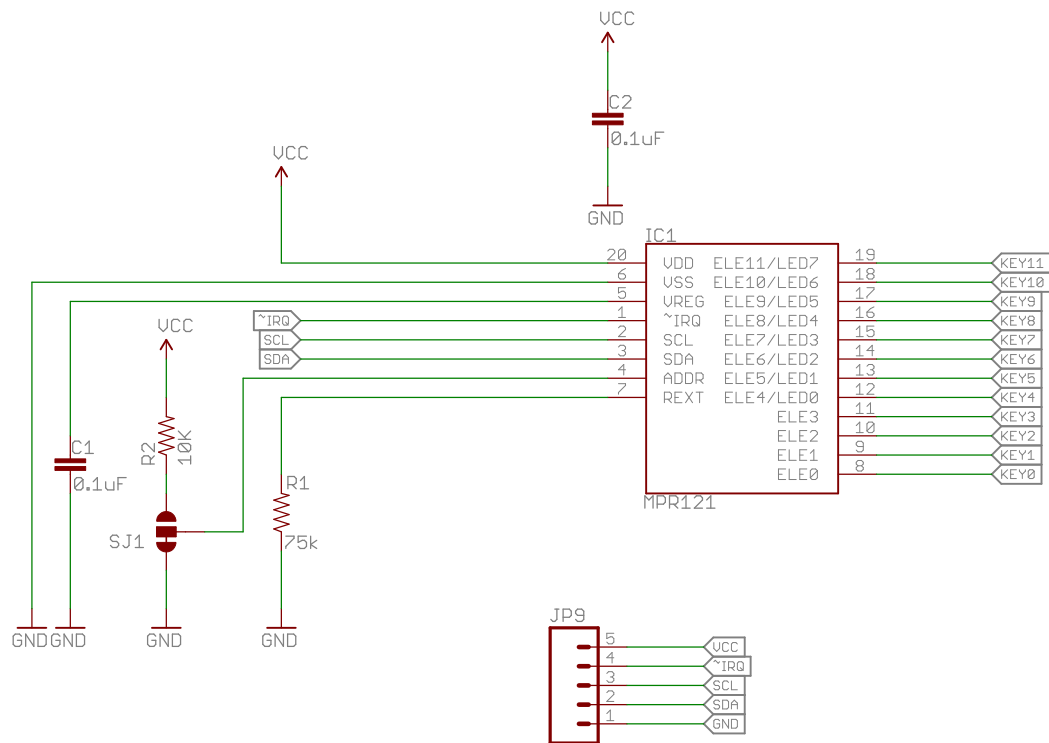 VCC
C2
0.1uF
GND
VCC
IC1
20 VDD ELE11/LED7 19 KEY11
6 VSS ELE10/LED6 18 KEY10
5 VREG ELE9/LED5 17 KEY9
~IRQ 1 ~IRQ ELE8/LED4 16 KEY8
SCL 2 SCL ELE7/LED3 15 KEY7
SDA 3 SDA ELE6/LED2 14 KEY6
4 ADDR ELE5/LED1 13 KEY5
7 REXT ELE4/LED0 12 KEY4
ELE3 11 KEY3
ELE2 10 KEY2
ELE1 9 KEY1
ELE0 8 KEY0
MPR121
VCC
R2
10K
C1
0.1uF
SJ1
R1
75k
GND
GND
GND
GND
JP9
5 VCC
4 ~IRQ
3 SCL
2 SDA
1 GND